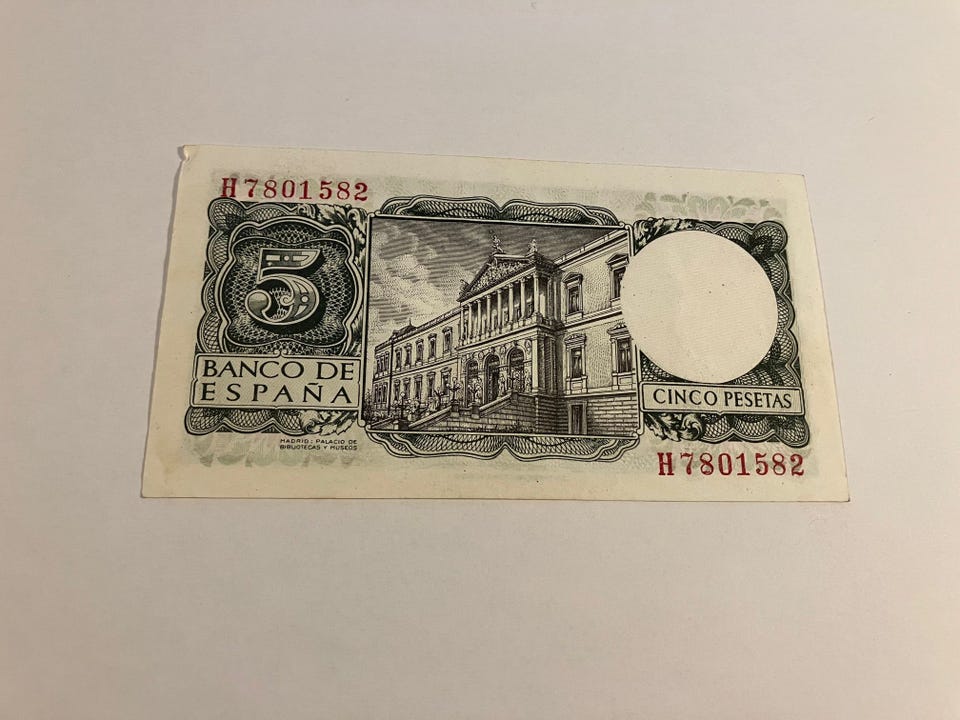 H7801582
5
BANCO DE
ESPAÑA
CINCO PESETAS
MADRID: PALACIO DE
BIBLIOTECAS Y MUSEOS
H7801582